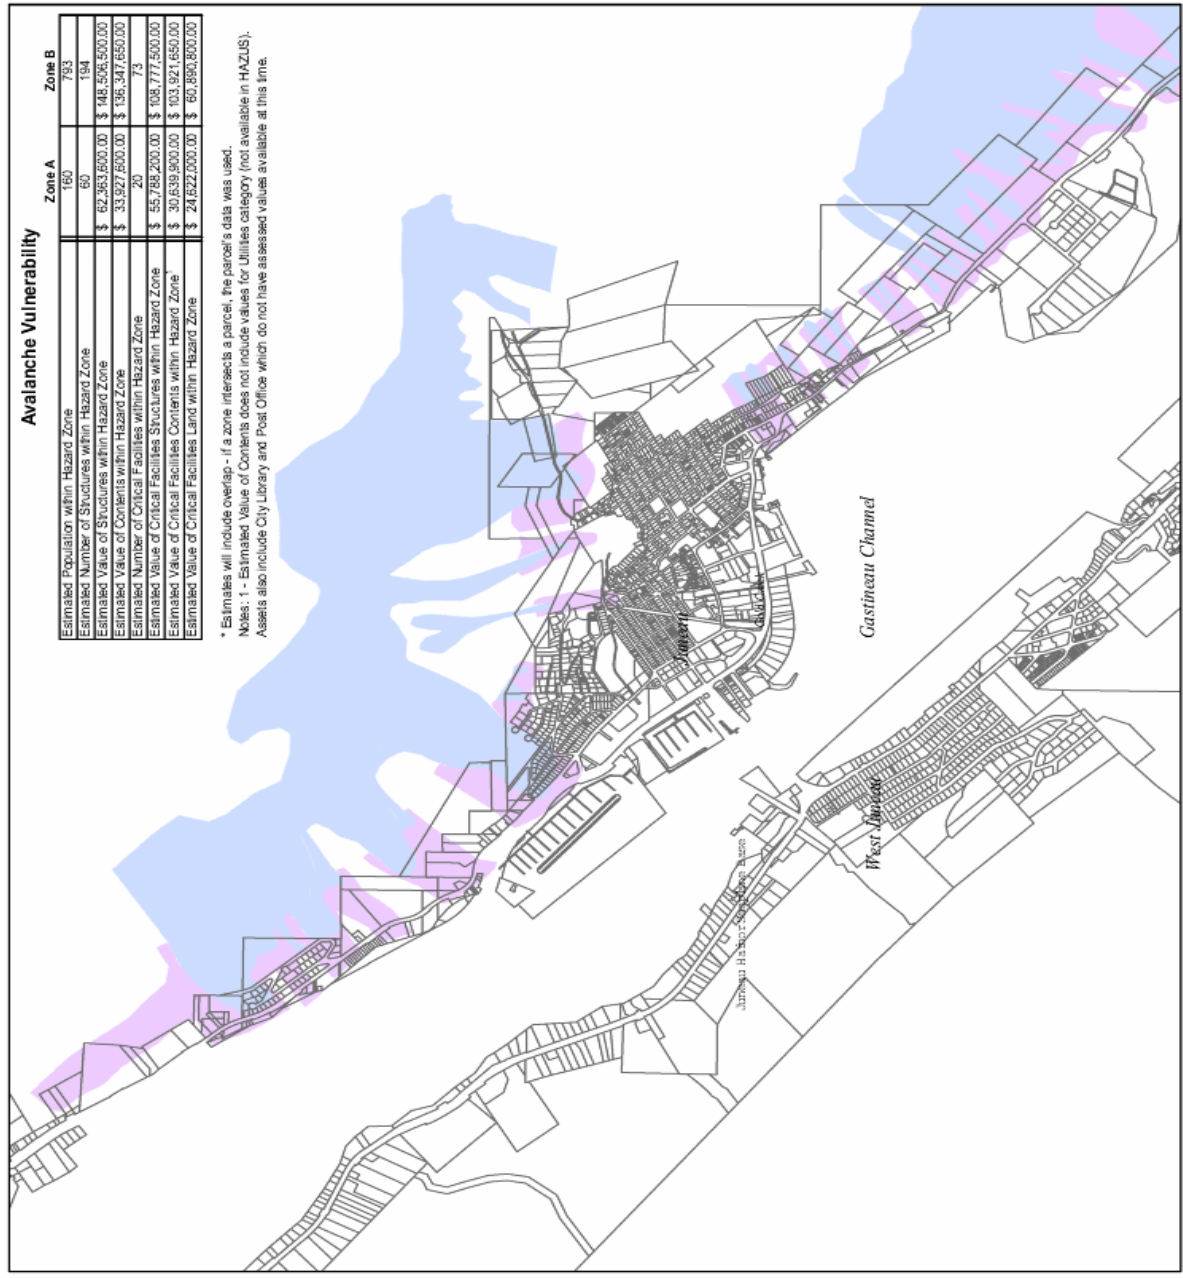 Avalanche Vulnerability
Zone A Zone B
Estimated Population within Hazard Zone 160 793
Estimated Number of Structures within Hazard Zone 60 194
Estimated Value of Structures within Hazard Zone $ 62,363,600.00 $ 148,506,500.00
Estimated Value of Contents within Hazard Zone $ 33,927,600.00 $ 136,347,650.00
Estimated Number of Critical Facilities within Hazard Zone 20 73
Estimated Value of Critical Facilities Structures within Hazard Zone $ 55,788,200.00 $ 108,777,500.00
Estimated Value of Critical Facilities Contents within Hazard Zone¹ $ 30,639,900.00 $ 103,921,650.00
Estimated Value of Critical Facilities Land within Hazard Zone $ 24,622,000.00 $ 60,890,800.00
* Estimates will include overlap - if a zone intersects a parcel, the parcel's data was used.
Notes: 1 - Estimated Value of Contents does not include values for Utilities category (not available in HAZUS).
Assets also include City Library and Post Office which do not have assessed values available at this time.
Juneau
Gastineau Channel
West Juneau
Juneau Harbor Seaplane Base